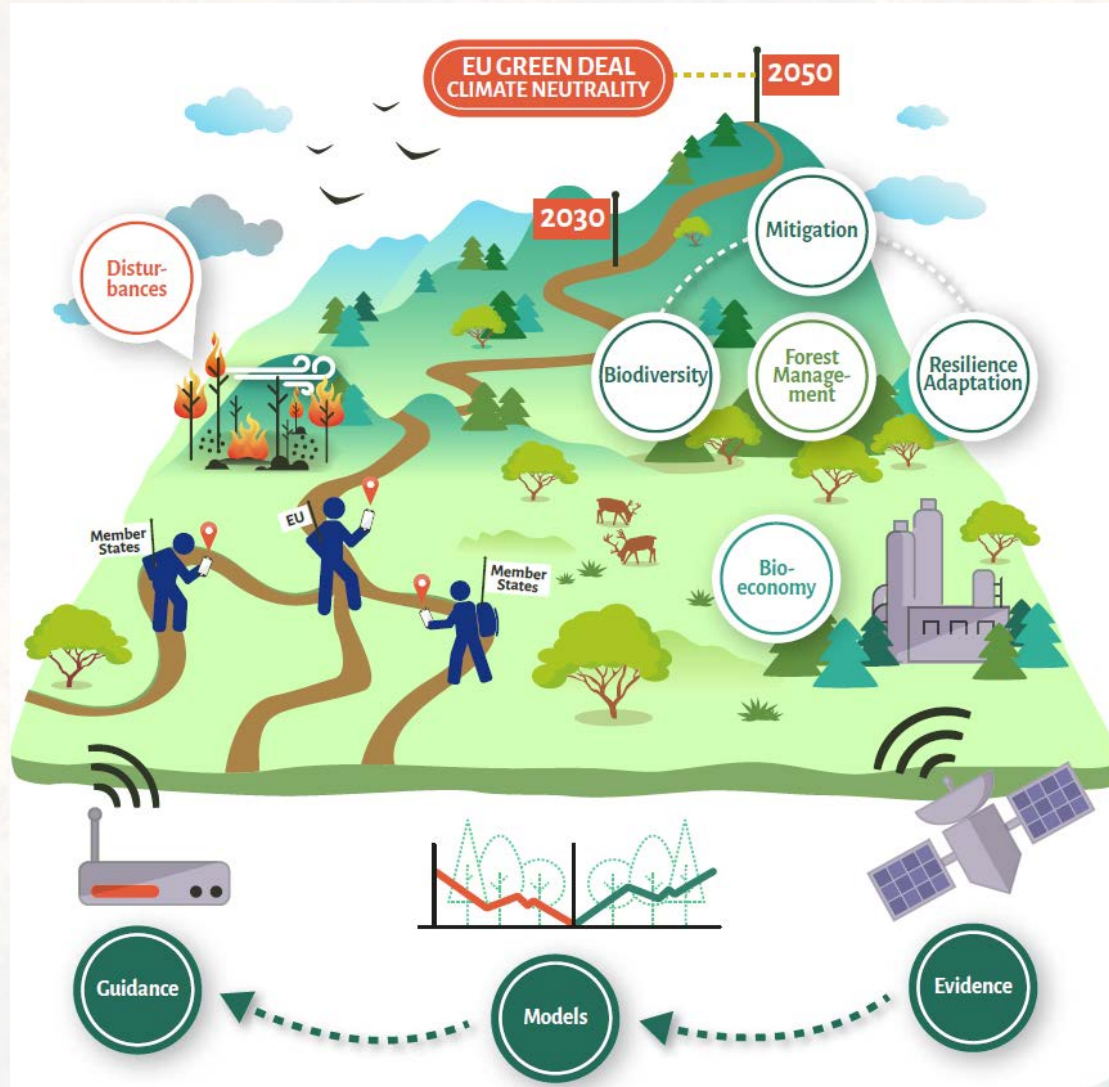 EU GREEN DEAL
CLIMATE NEUTRALITY
2050
2030
Mitigation
Distur-
bances
Biodiversity
Forest
Manage-
ment
Resilience
Adaptation
Member
States
EU
Member
States
Bio-
economy
Guidance
Models
Evidence